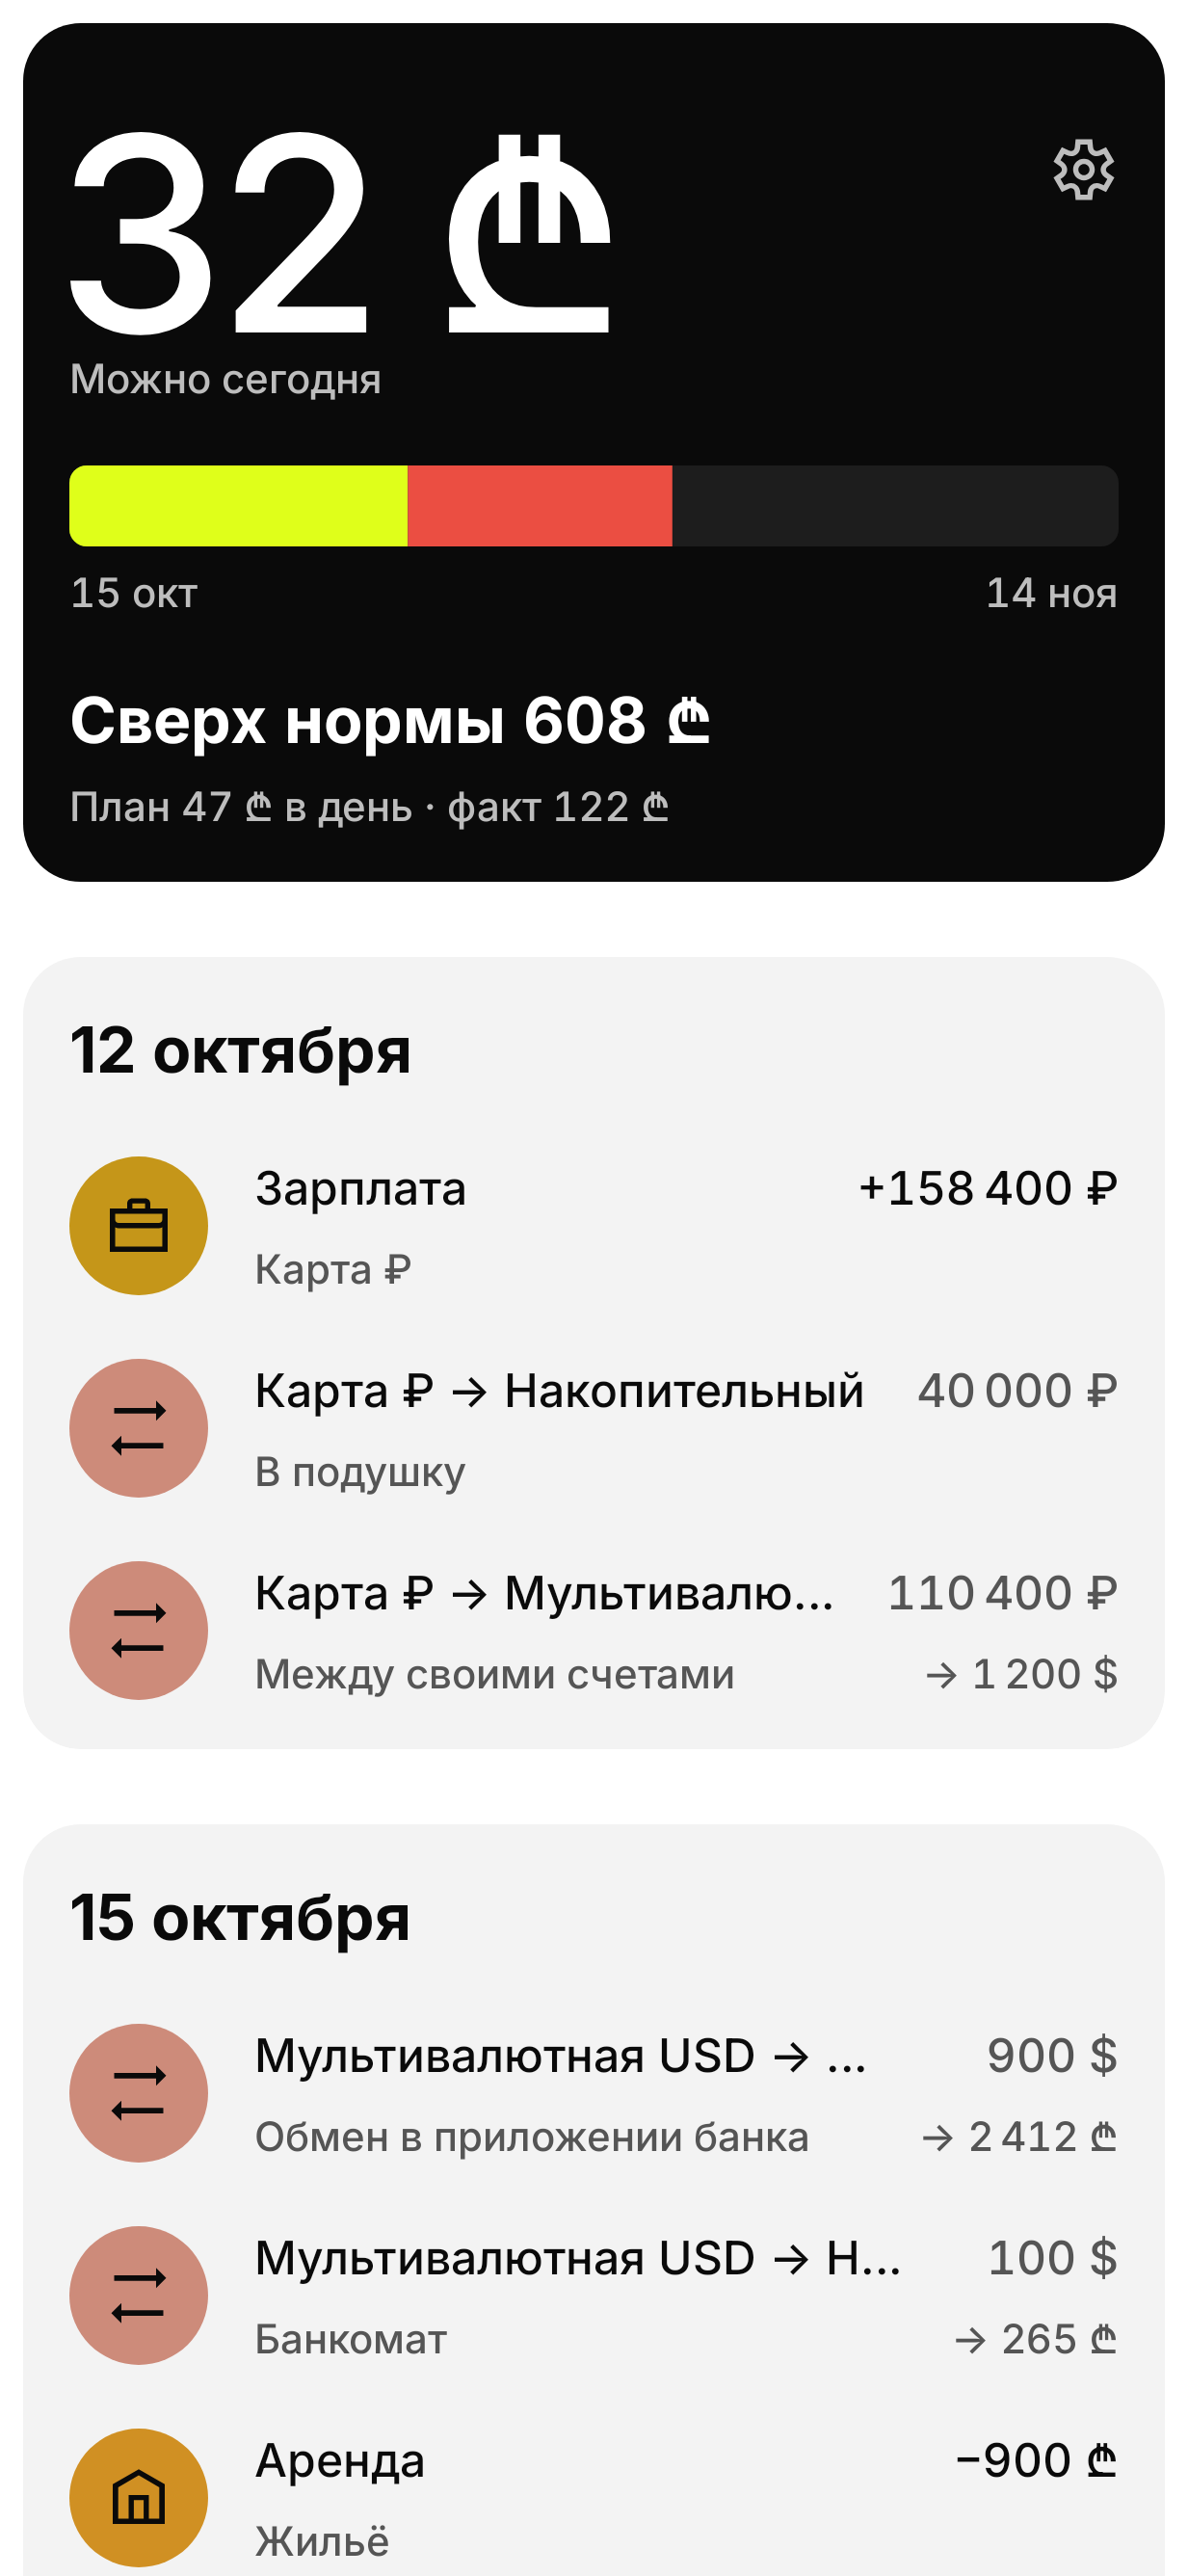 32 ₾
Можно сегодня
15 окт
14 ноя
Сверх нормы 608 ₾
План 47 ₾ в день · факт 122 ₾
12 октября
Зарплата
+158 400 ₽
Карта ₽
Карта ₽ → Накопительный
40 000 ₽
В подушку
Карта ₽ → Мультивалю...
110 400 ₽
Между своими счетами
→ 1 200 $
15 октября
Мультивалютная USD → ...
900 $
Обмен в приложении банка
→ 2 412 ₾
Мультивалютная USD → Н...
100 $
Банкомат
→ 265 ₾
Аренда
−900 ₾
Жильё